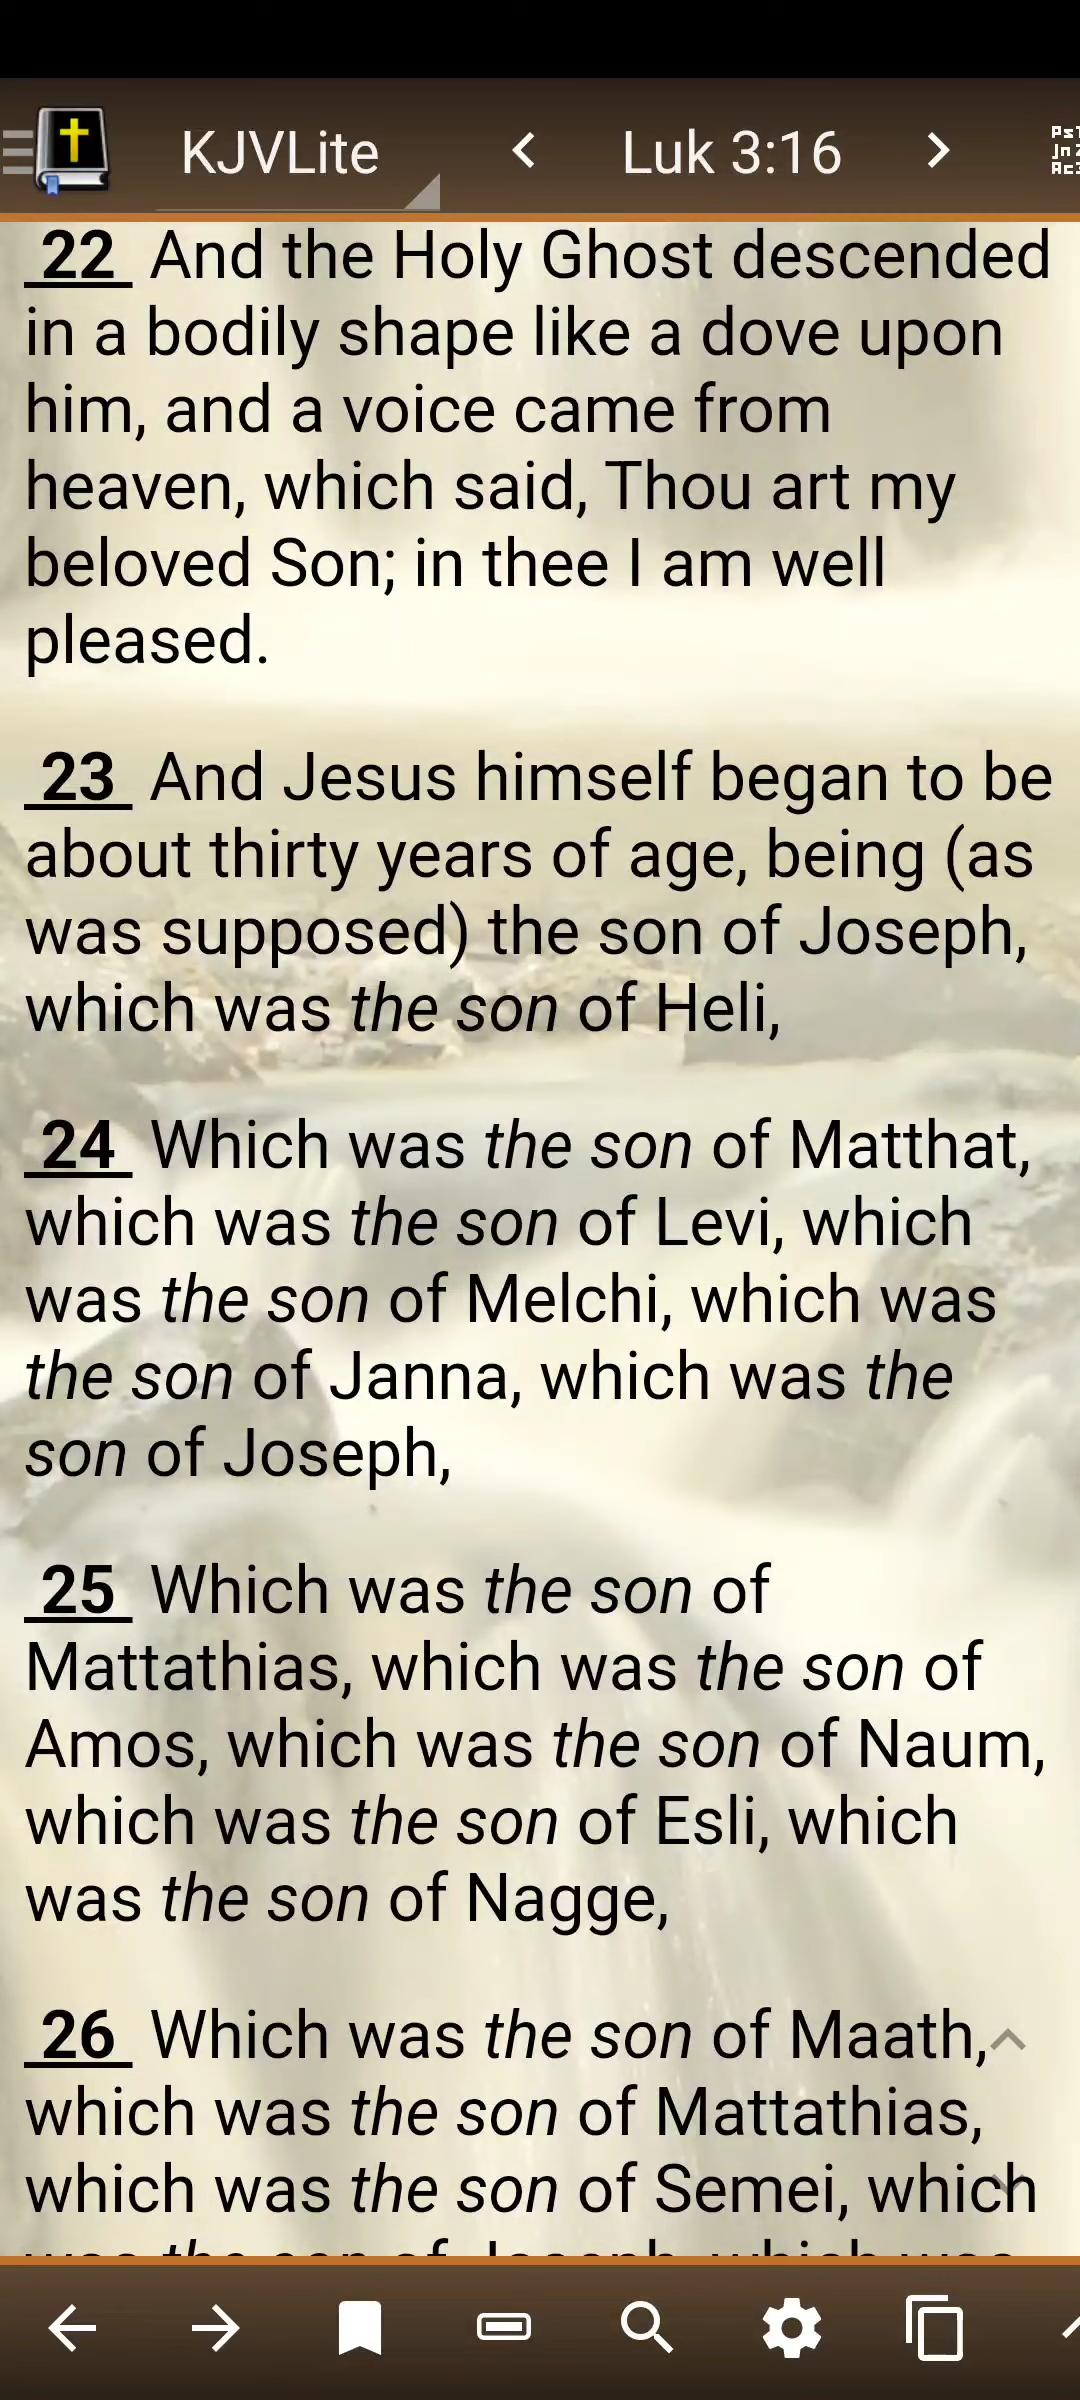 KJVLite
Luk 3:16
22 And the Holy Ghost descended
in a bodily shape like a dove upon
him, and a voice came from
heaven, which said, Thou art my
beloved Son; in thee I am well
pleased.
23 And Jesus himself began to be
about thirty years of age, being (as
was supposed) the son of Joseph,
which was the son of Heli,
24 Which was the son of Matthat,
which was the son of Levi, which
was the son of Melchi, which was
the son of Janna, which was the
son of Joseph,
25 Which was the son of
Mattathias, which was the son of
Amos, which was the son of Naum,
which was the son of Esli, which
was the son of Nagge,
26 Which was the son of Maath,
which was the son of Mattathias,
which was the son of Semei, which
was the son of Joseph, which was